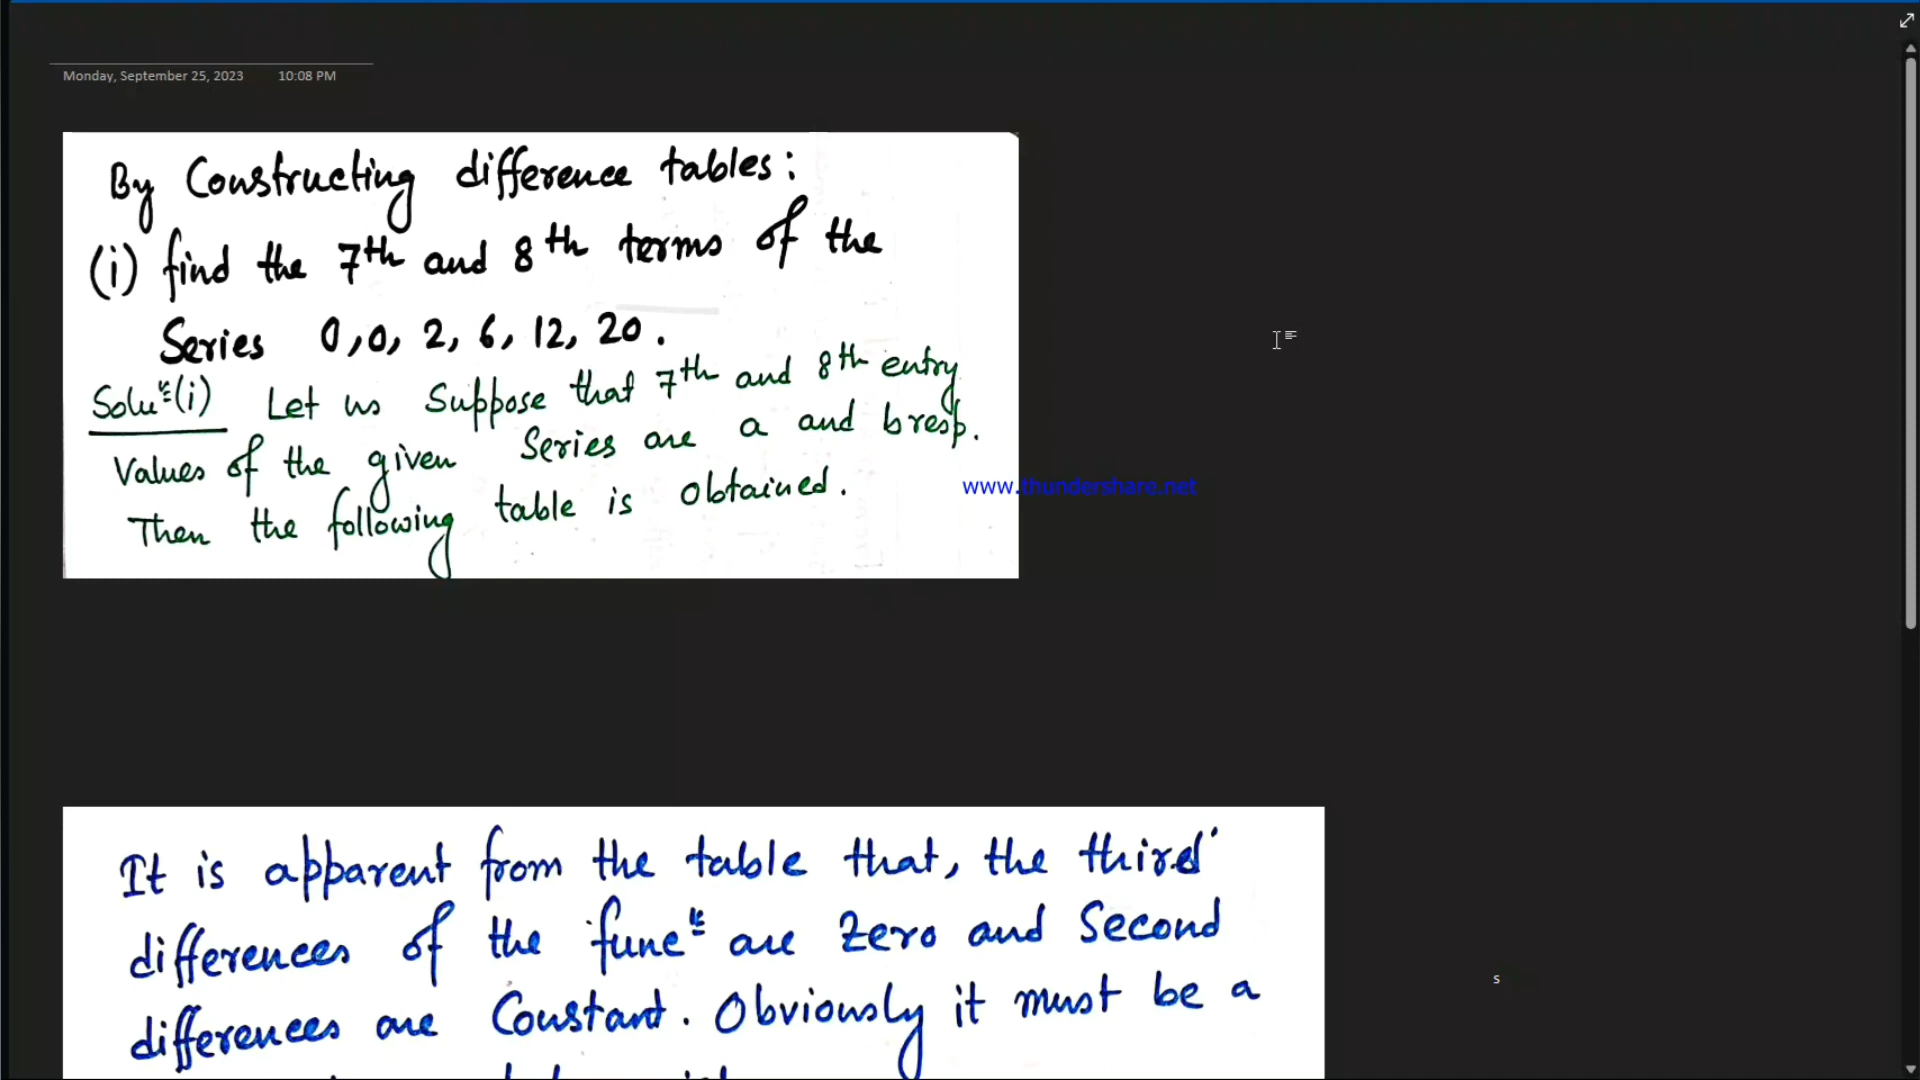 Monday, September 25, 2023 10:08 PM
By Constructing difference tables:
(i) find the 7th and 8th terms of the
Series 0,0, 2, 6, 12, 20.
Solun(i) Let us Suppose that 7th and 8th entry
Values of the given Series are a and b resp.
Then the following table is obtained.
www.thundershare.net
It is apparent from the table that, the third
differences of the funcn are Zero and Second
differences are Constant. Obviously it must be a
s